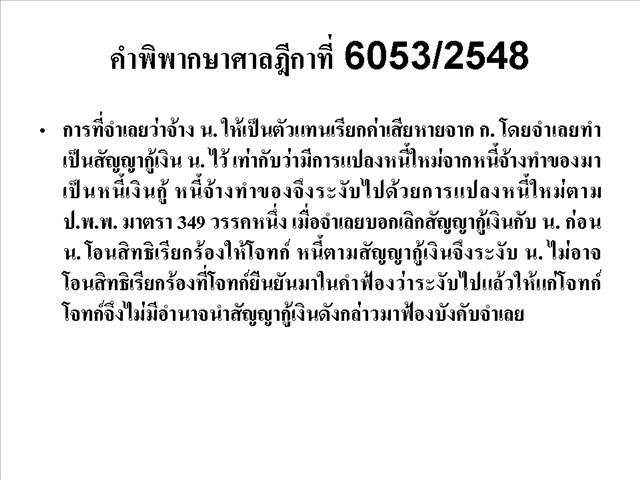 คำพิพากษาศาลฎีกาที่ 6053/2548
• การที่จำเลยว่าจ้าง น. ให้เป็นตัวแทนเรียกค่าเสียหายจาก ก. โดยจำเลยทำ
เป็นสัญญากู้เงิน น. ไว้ เท่ากับว่ามีการแปลงหนี้ใหม่จากหนี้จ้างทำของมา
เป็นหนี้เงินกู้ หนี้จ้างทำของจึงระงับไปด้วยการแปลงหนี้ใหม่ตาม
ป.พ.พ. มาตรา 349 วรรคหนึ่ง เมื่อจำเลยบอกเลิกสัญญากู้เงินกับ น. ก่อน
น. โอนสิทธิเรียกร้องให้โจทก์ หนี้ตามสัญญากู้เงินจึงระงับ น. ไม่อาจ
โอนสิทธิเรียกร้องที่โจทก์ยืนยันมาในคำฟ้องว่าระงับไปแล้วให้แก่โจทก์
โจทก์จึงไม่มีอำนาจนำสัญญากู้เงินดังกล่าวมาฟ้องบังคับจำเลย